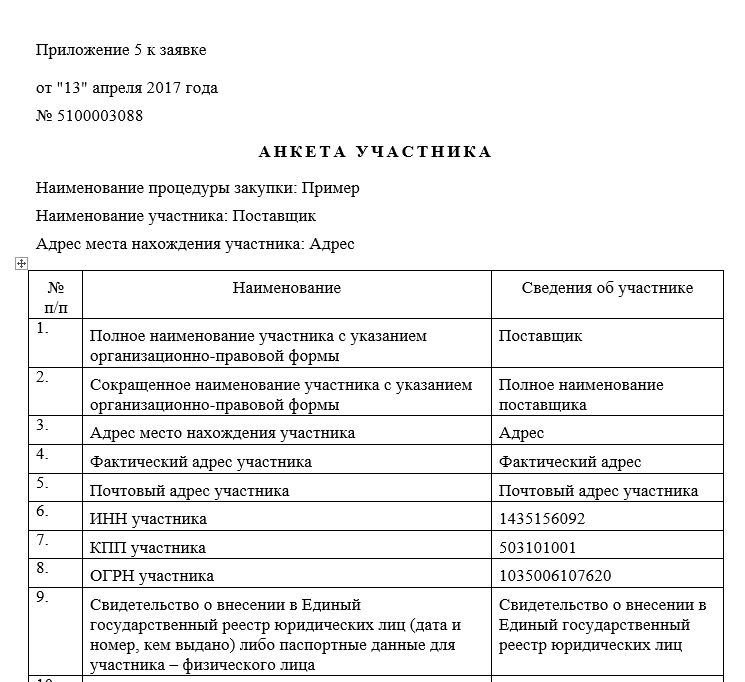 Приложение 5 к заявке
от "13" апреля 2017 года
№ 5100003088
АНКЕТА УЧАСТНИКА
Наименование процедуры закупки: Пример
Наименование участника: Поставщик
Адрес места нахождения участника: Адрес
№
п/п
Наименование
Сведения об участнике
1.
Полное наименование участника с указанием
организационно-правовой формы
Поставщик
2.
Сокращенное наименование участника с указанием
организационно-правовой формы
Полное наименование
поставщика
3.
Адрес место нахождения участника
Адрес
4.
Фактический адрес участника
Фактический адрес
5.
Почтовый адрес участника
Почтовый адрес участника
6.
ИНН участника
1435156092
7.
КПП участника
503101001
8.
ОГРН участника
1035006107620
9.
Свидетельство о внесении в Единый
государственный реестр юридических лиц (дата и
номер, кем выдано) либо паспортные данные для
участника – физического лица
Свидетельство о внесении в
Единый государственный
реестр юридических лиц